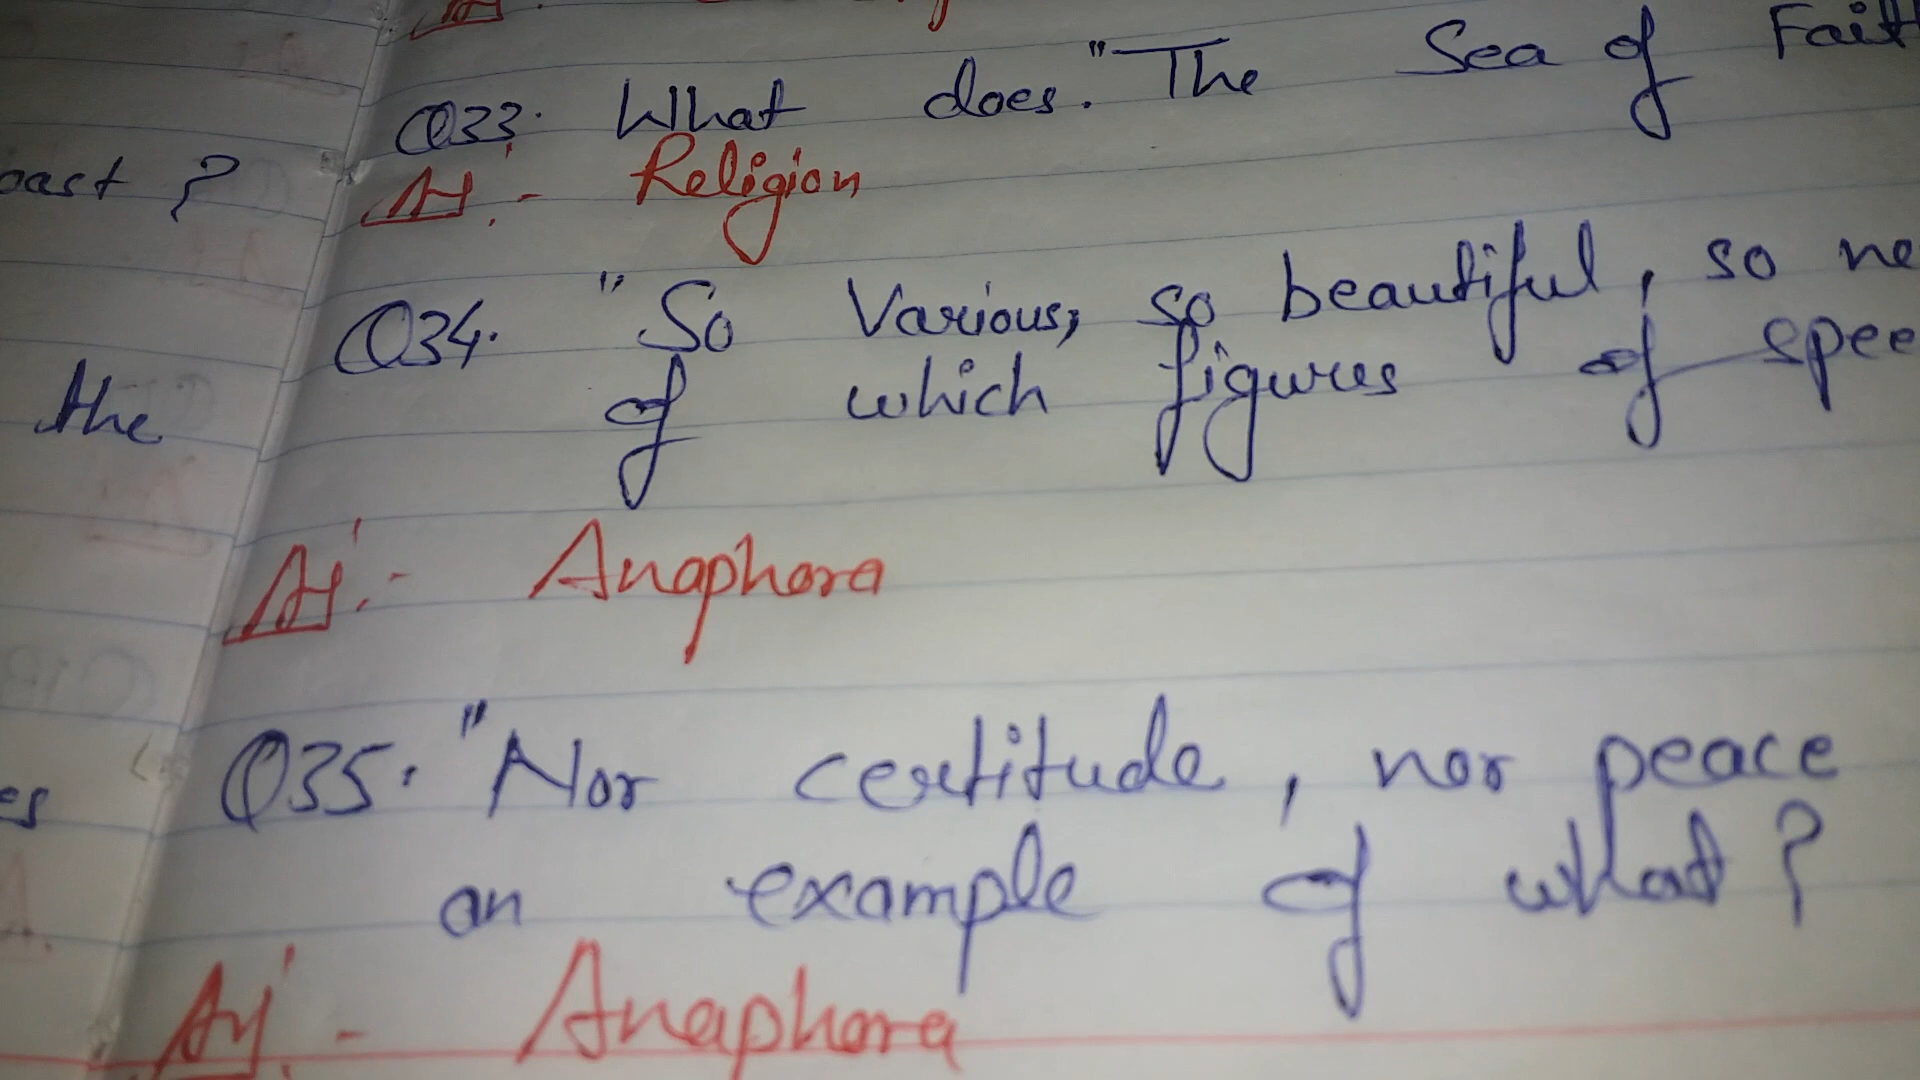 past ?
the
es
Q33. What does "The Sea of Faith
A:- Religion
Q34. "So Various, so beautiful, so ne
of which figures of spee
A:- Anaphora
Q35. "Nor certitude, nor peace
an example of what?
A:- Anaphora